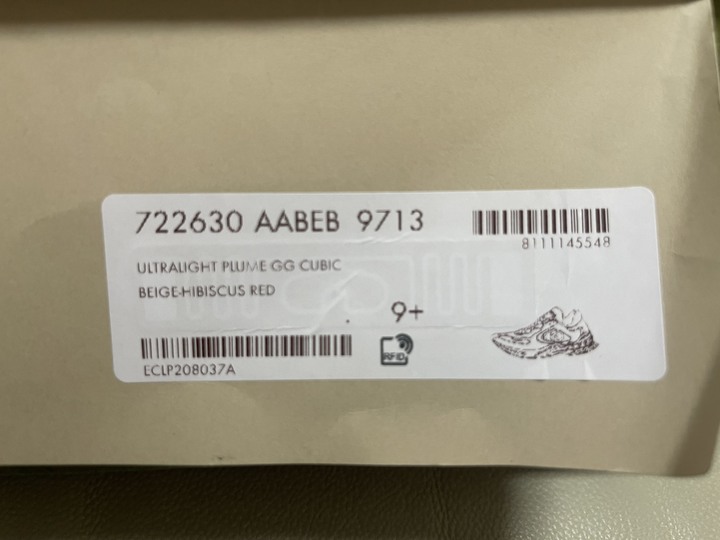 722630 AABEB 9713
8111145548
ULTRALIGHT PLUME GG CUBIC
BEIGE-HIBISCUS RED
9+
RFID
ECLP208037A